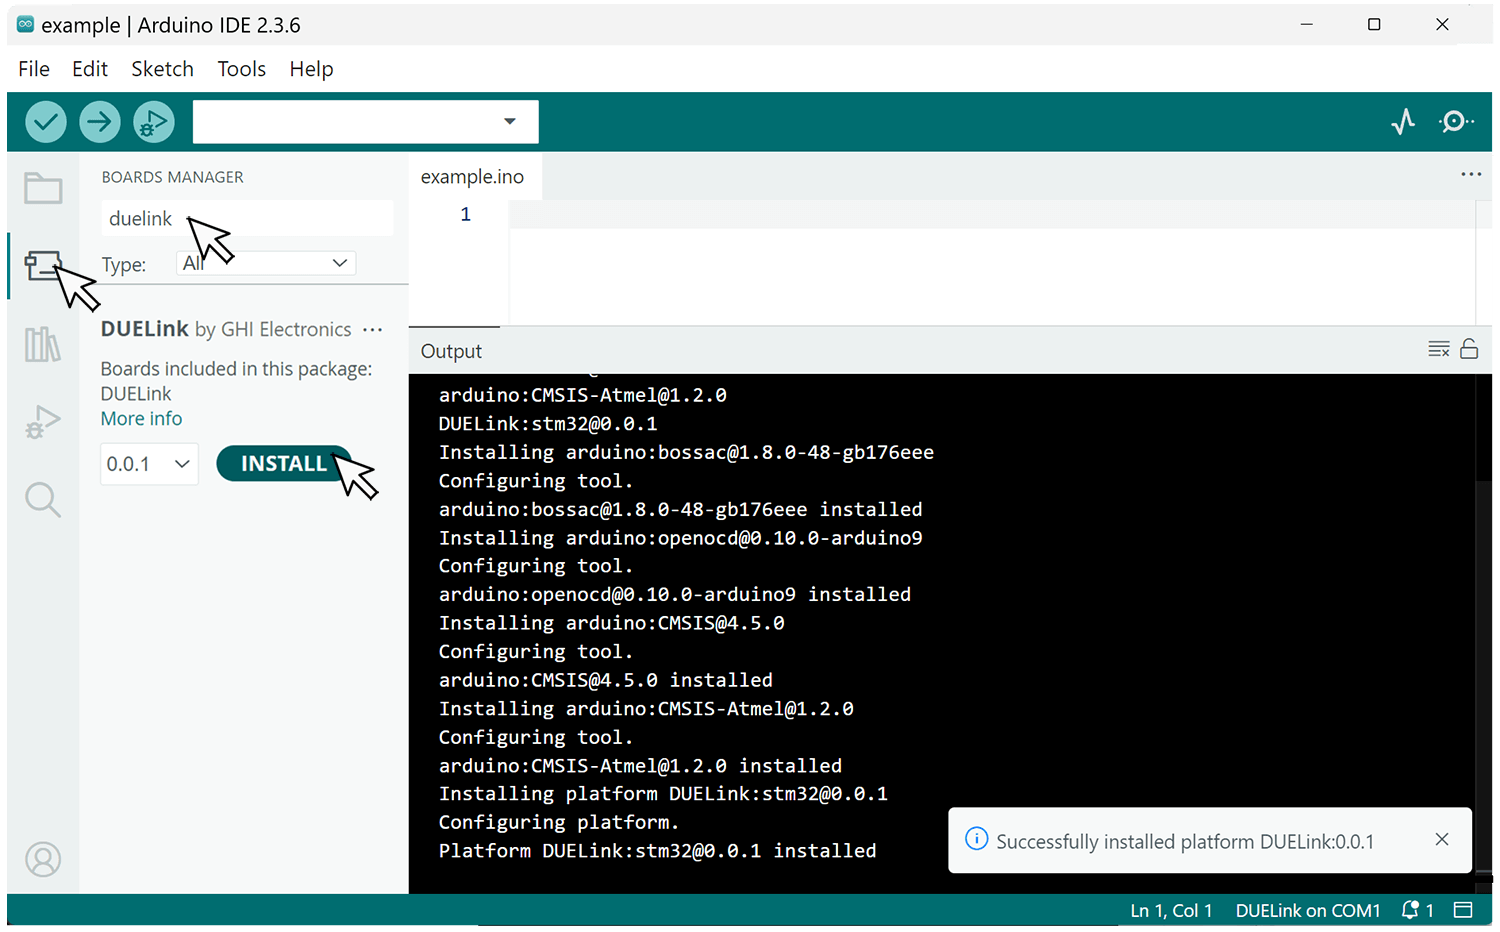 example | Arduino IDE 2.3.6
File Edit Sketch Tools Help
BOARDS MANAGER
duelink
Type: All
DUELink by GHI Electronics ...
Boards included in this package:
DUELink
More info
0.0.1 INSTALL
example.ino
1
Output
arduino:CMSIS-Atmel@1.2.0
DUELink:stm32@0.0.1
Installing arduino:bossac@1.8.0-48-gb176eee
Configuring tool.
arduino:bossac@1.8.0-48-gb176eee installed
Installing arduino:openocd@0.10.0-arduino9
Configuring tool.
arduino:openocd@0.10.0-arduino9 installed
Installing arduino:CMSIS@4.5.0
Configuring tool.
arduino:CMSIS@4.5.0 installed
Installing arduino:CMSIS-Atmel@1.2.0
Configuring tool.
arduino:CMSIS-Atmel@1.2.0 installed
Installing platform DUELink:stm32@0.0.1
Configuring platform.
Platform DUELink:stm32@0.0.1 installed
Successfully installed platform DUELink:0.0.1
Ln 1, Col 1 DUELink on COM1 1